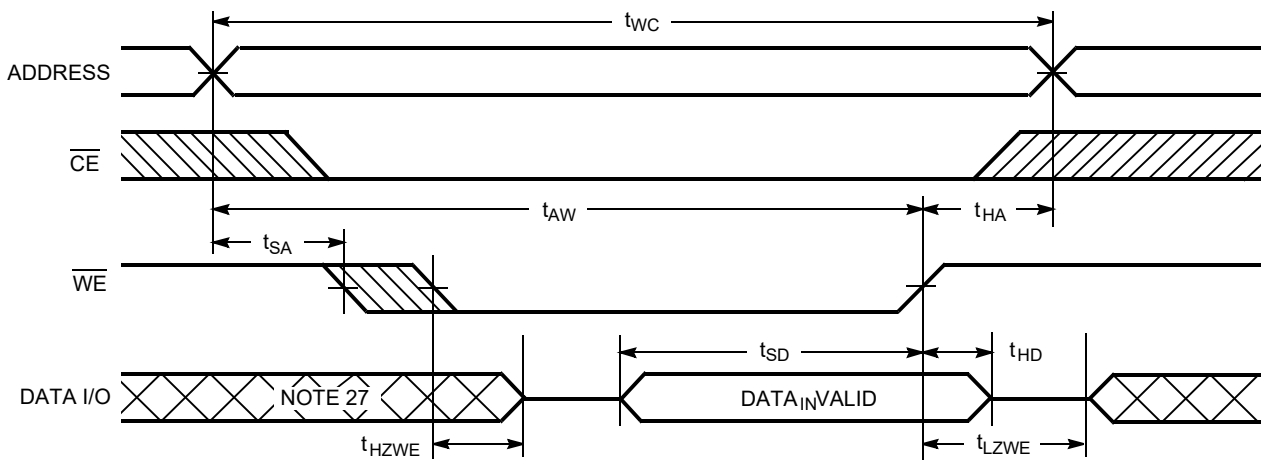 tWC
ADDRESS
CE
tAW
tHA
tSA
WE
tSD
tHD
DATA I/O
NOTE 27
DATAINVALID
tHZWE
tLZWE